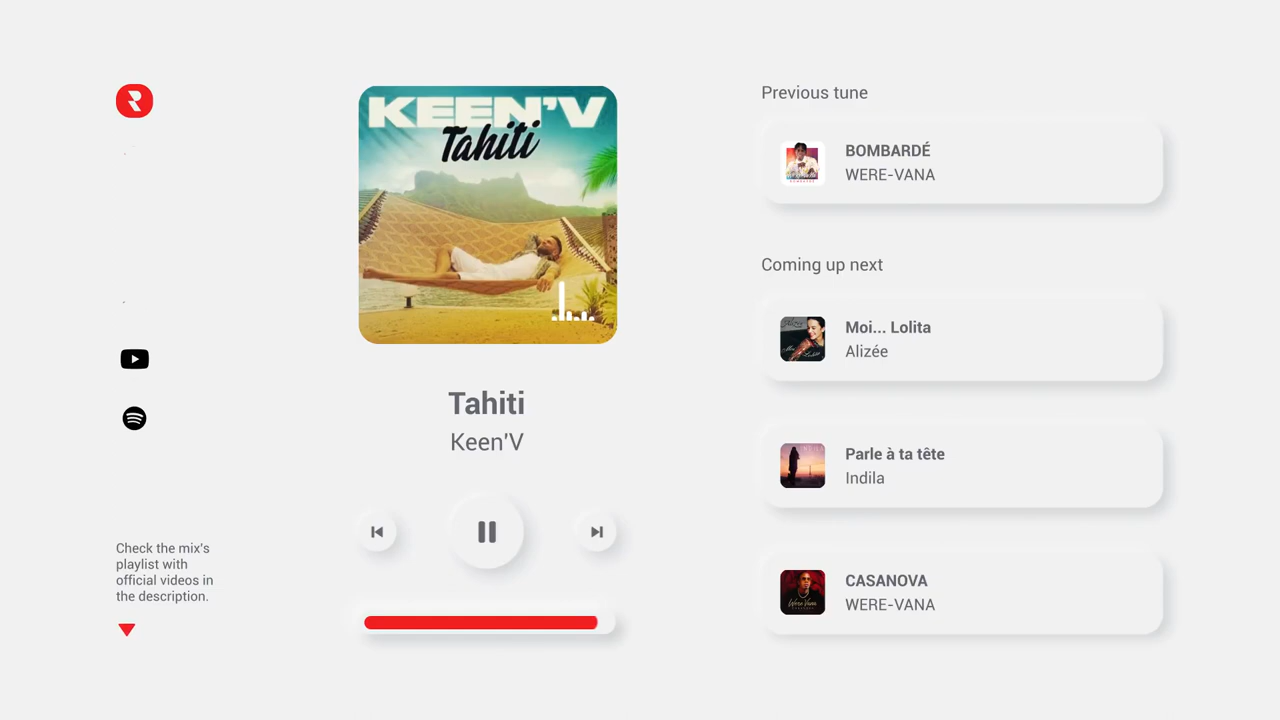 KEEN'V
Tahiti
Tahiti
Keen'V
Check the mix's
playlist with
official videos in
the description.
Previous tune
BOMBARDÉ
WERE-VANA
Coming up next
Moi... Lolita
Alizée
Parle à ta tête
Indila
CASANOVA
WERE-VANA